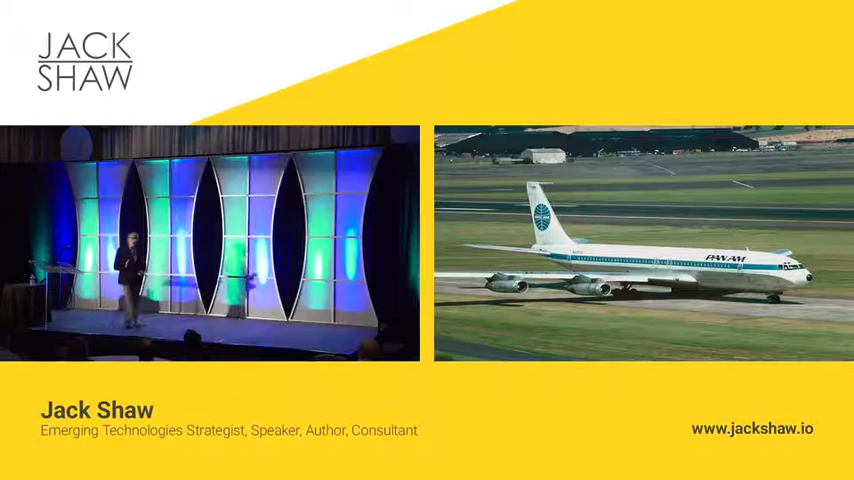 JACK
SHAW
PAN AM
Jack Shaw
Emerging Technologies Strategist, Speaker, Author, Consultant
www.jackshaw.io